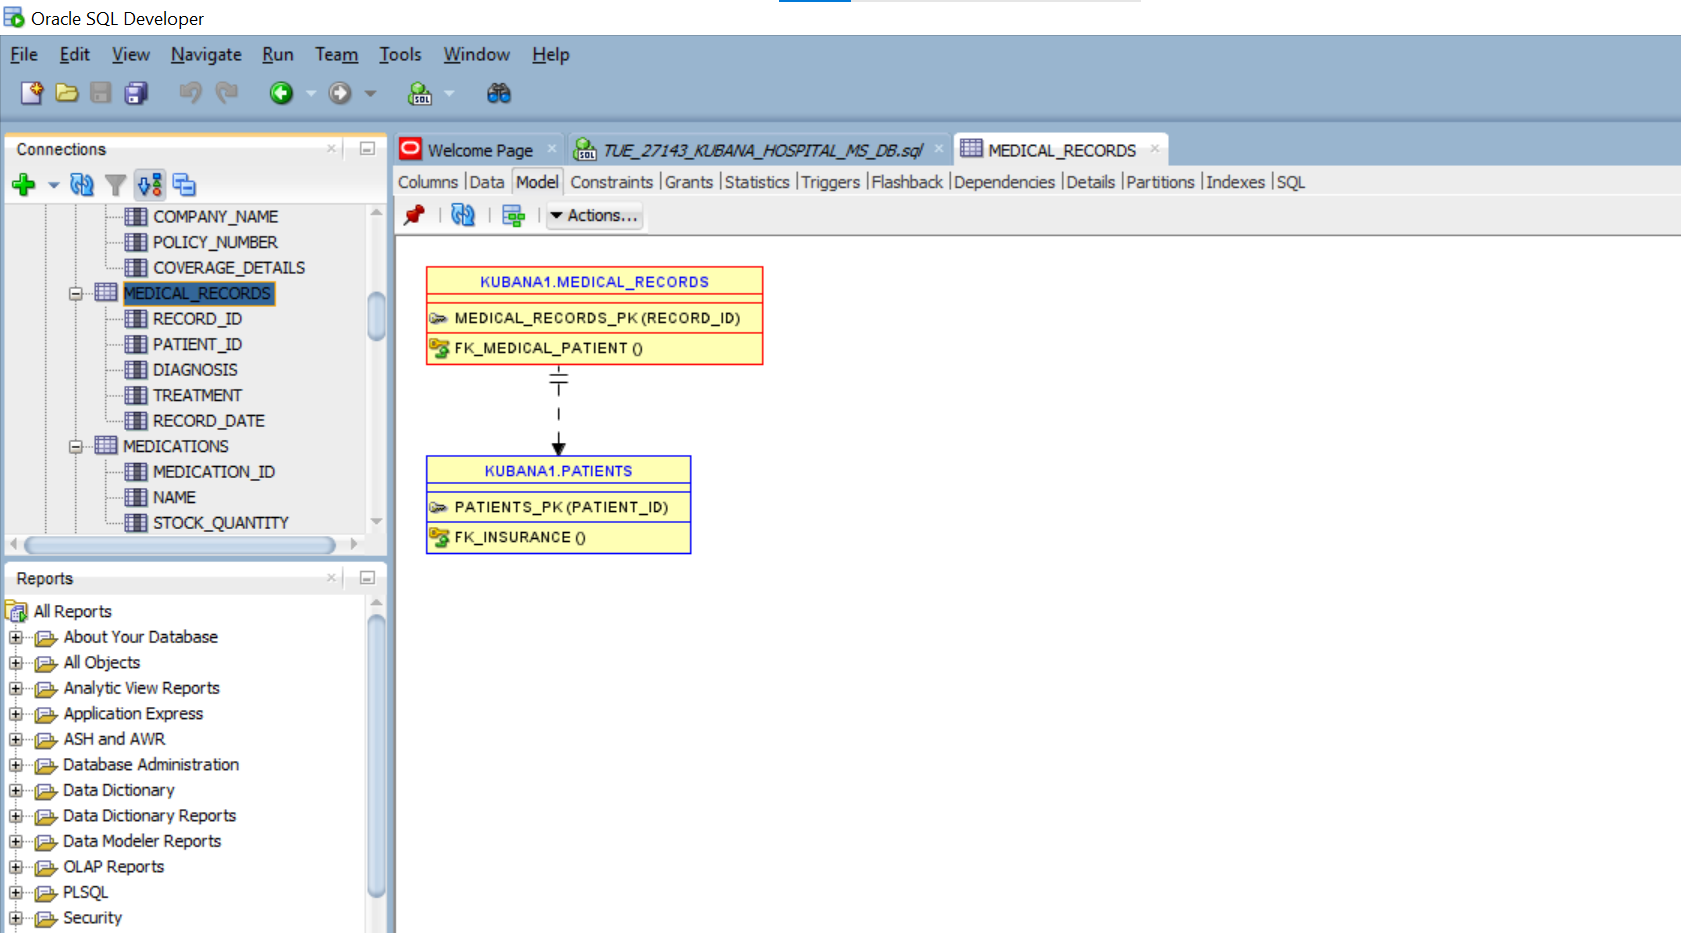 Oracle SQL Developer
File Edit View Navigate Run Team Tools Window Help
Connections
COMPANY_NAME
POLICY_NUMBER
COVERAGE_DETAILS
MEDICAL_RECORDS
RECORD_ID
PATIENT_ID
DIAGNOSIS
TREATMENT
RECORD_DATE
MEDICATIONS
MEDICATION_ID
NAME
STOCK_QUANTITY
Reports
All Reports
About Your Database
All Objects
Analytic View Reports
Application Express
ASH and AWR
Database Administration
Data Dictionary
Data Dictionary Reports
Data Modeler Reports
OLAP Reports
PLSQL
Security
Welcome Page TUE_27143_KUBANA_HOSPITAL_MS_DB.sql MEDICAL_RECORDS
Columns Data Model Constraints Grants Statistics Triggers Flashback Dependencies Details Partitions Indexes SQL
Actions...
KUBANA1.MEDICAL_RECORDS
MEDICAL_RECORDS_PK (RECORD_ID)
FK_MEDICAL_PATIENT ()
KUBANA1.PATIENTS
PATIENTS_PK (PATIENT_ID)
FK_INSURANCE ()